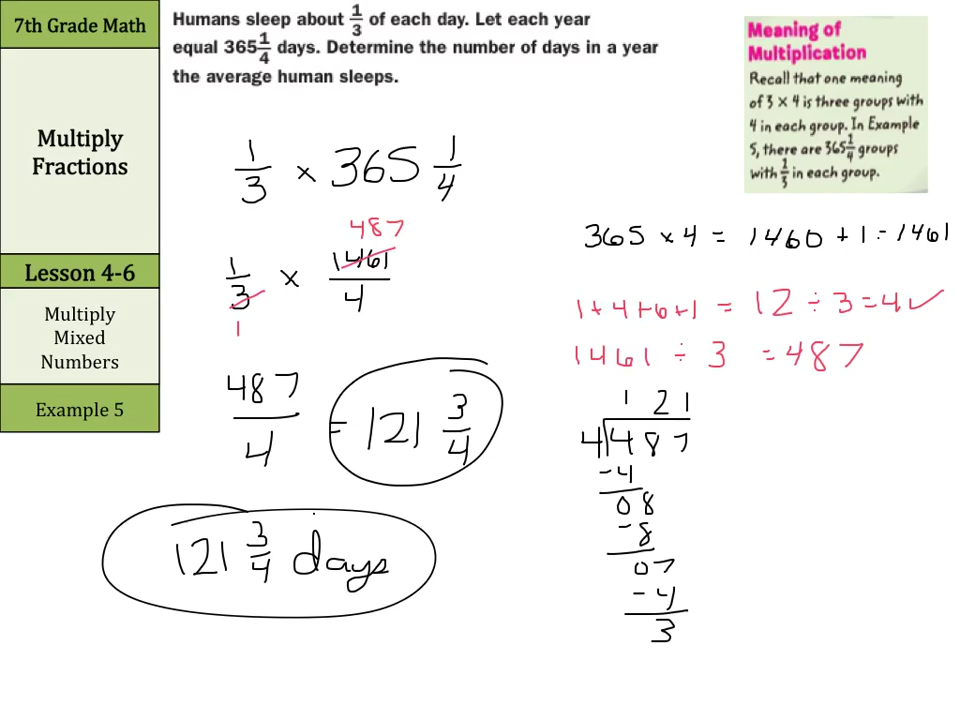 7th Grade Math
Multiply
Fractions
Lesson 4-6
Multiply
Mixed
Numbers
Example 5
Humans sleep about 1/3 of each day. Let each year
equal 365 1/4 days. Determine the number of days in a year
the average human sleeps.
Meaning of
Multiplication
Recall that one meaning
of 3 × 4 is three groups with
4 in each group. In Example
5, there are 365 1/4 groups
with 1/3 in each group.
1/3 × 365 1/4
487
1/3 × 1461/4
1
487/4 = 121 3/4
121 3/4 days
365 × 4 = 1460 + 1 = 1461
1 + 4 + 6 + 1 = 12 ÷ 3 = 4 ✓
1461 ÷ 3 = 487
121
4)487
-4
08
-8
07
-4
3